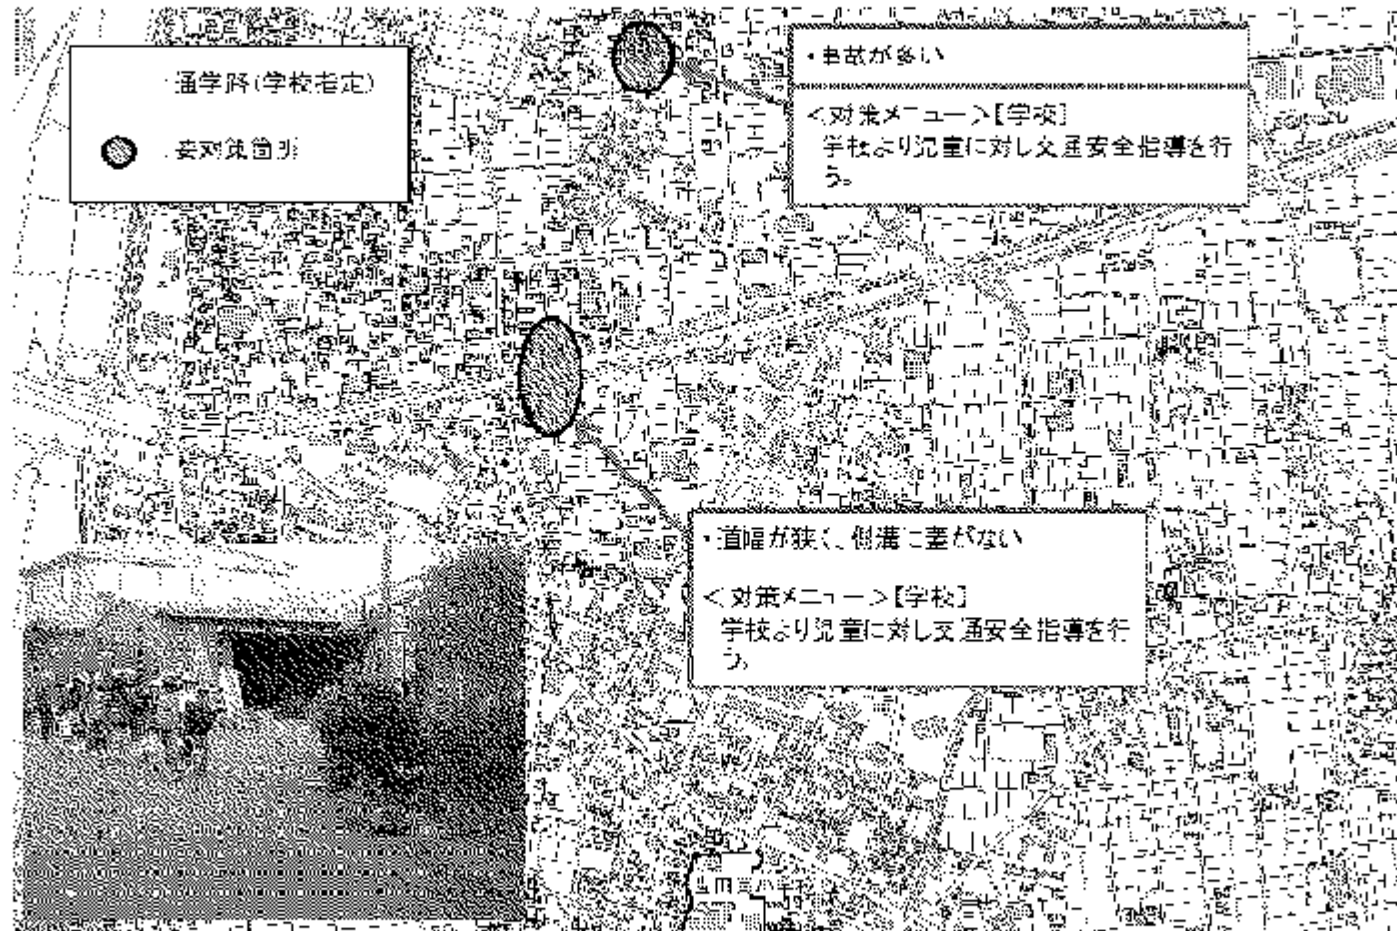 ：通学路(学校指定)
：要対策箇所
・事故が多い
＜対策メニュー＞【学校】
学校より児童に対し交通安全指導を行
う。
・道幅が狭く、側溝に蓋がない
＜対策メニュー＞【学校】
学校より児童に対し交通安全指導を行
う。